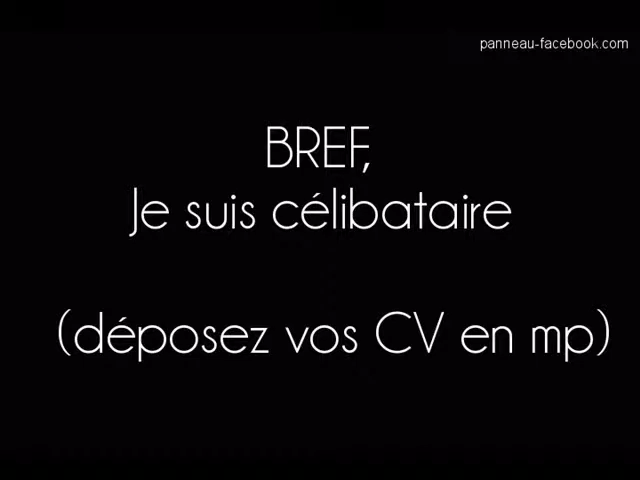 panneau-facebook.com
BREF,
Je suis célibataire
(déposez vos CV en mp)